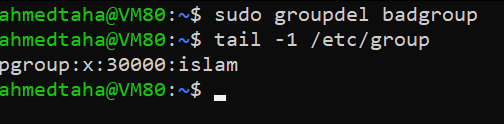 ahmedtaha@VM80:~$ sudo groupdel badgroup
ahmedtaha@VM80:~$ tail -1 /etc/group
pgroup:x:30000:islam
ahmedtaha@VM80:~$